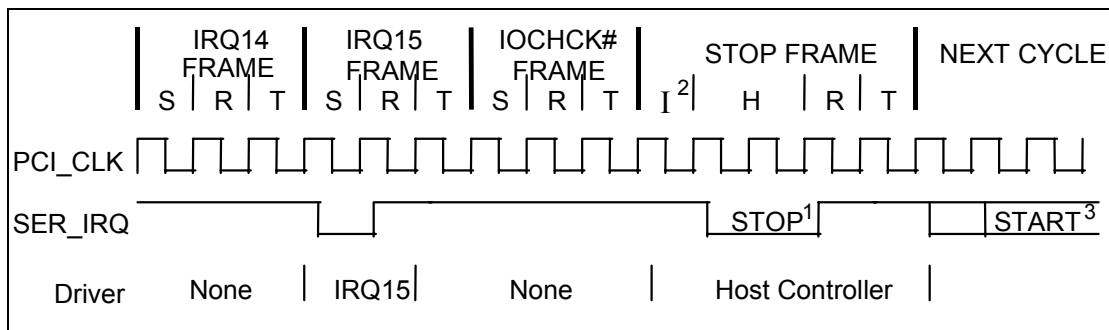 IRQ14 FRAME
IRQ15 FRAME
IOCHCK# FRAME
STOP FRAME
NEXT CYCLE
S R T S R T S R T I 2 H R T
PCI_CLK
SER_IRQ STOP1 START3
Driver None IRQ15 None Host Controller